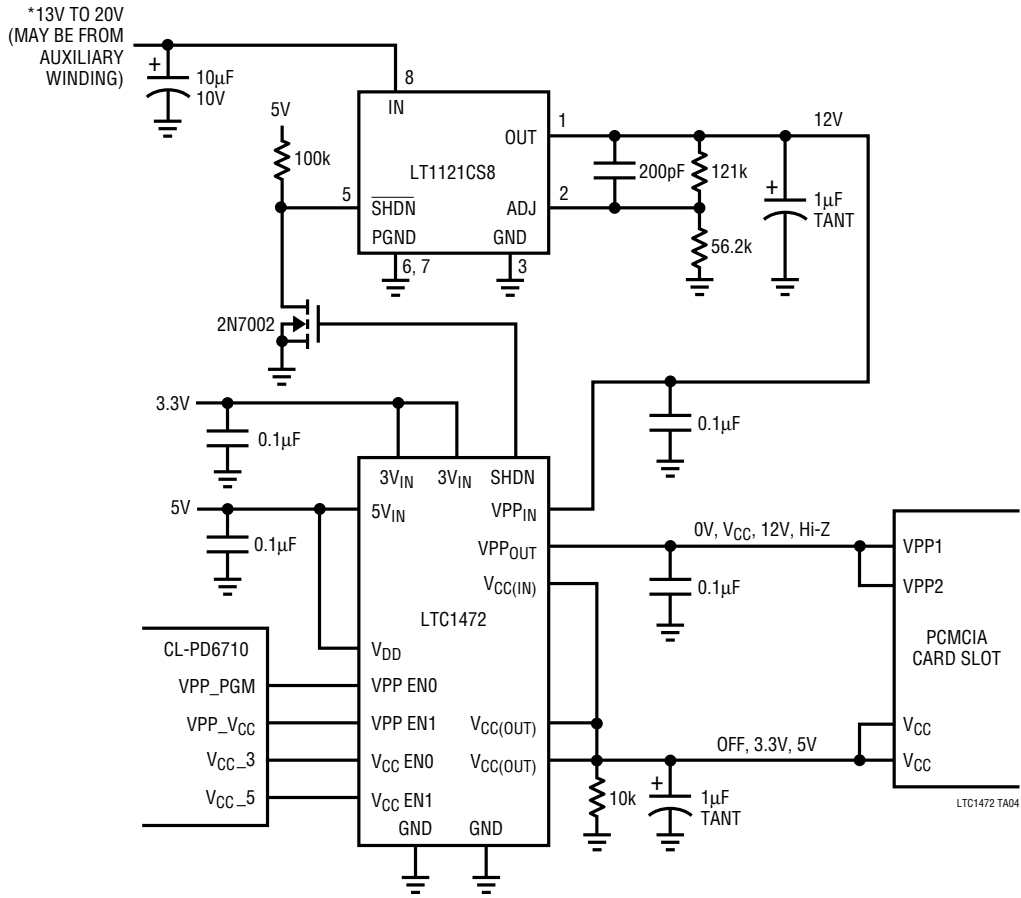 *13V TO 20V
(MAY BE FROM
AUXILIARY
WINDING)
+
10µF
10V
8
IN
5V
100k
OUT
1
12V
LT1121CS8
200pF
121k
5
SHDN
ADJ
2
+
1µF
TANT
PGND
GND
56.2k
6, 7
3
2N7002
3.3V
0.1µF
0.1µF
3VIN
3VIN
SHDN
5V
5VIN
VPPIN
0.1µF
VPPOUT
0V, VCC, 12V, Hi-Z
VPP1
VCC(IN)
0.1µF
VPP2
LTC1472
CL-PD6710
VDD
PCMCIA
CARD SLOT
VPP_PGM
VPP EN0
VPP_VCC
VPP EN1
VCC(OUT)
VCC
VCC_3
VCC EN0
VCC(OUT)
OFF, 3.3V, 5V
VCC
VCC_5
VCC EN1
10k
+
1µF
TANT
GND
GND
LTC1472 TA04